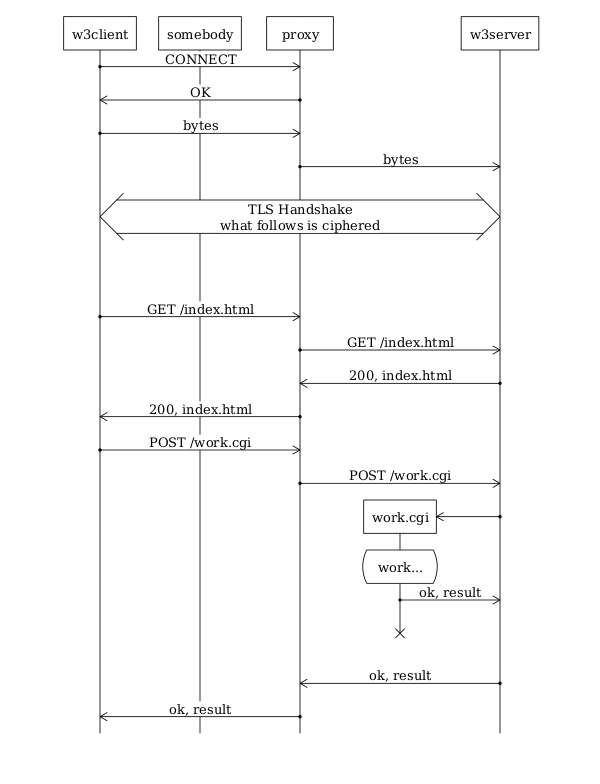 w3client somebody proxy w3server
CONNECT
OK
bytes
bytes
TLS Handshake
what follows is ciphered
GET /index.html
GET /index.html
200, index.html
200, index.html
POST /work.cgi
POST /work.cgi
work.cgi
work...
ok, result
ok, result
ok, result